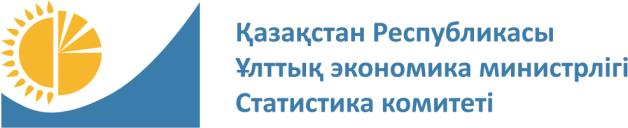 Қазақстан Республикасы
Ұлттық экономика министрлігі
Статистика комитеті